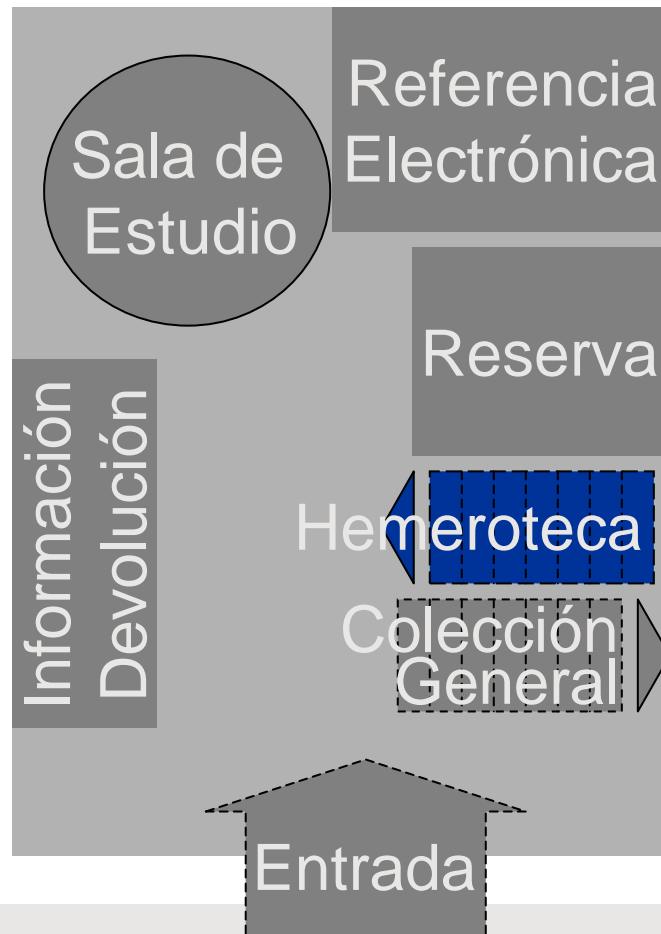 Referencia
Electrónica
Sala de
Estudio
Reserva
Información
Devolución
Hemeroteca
Colección
General
Entrada